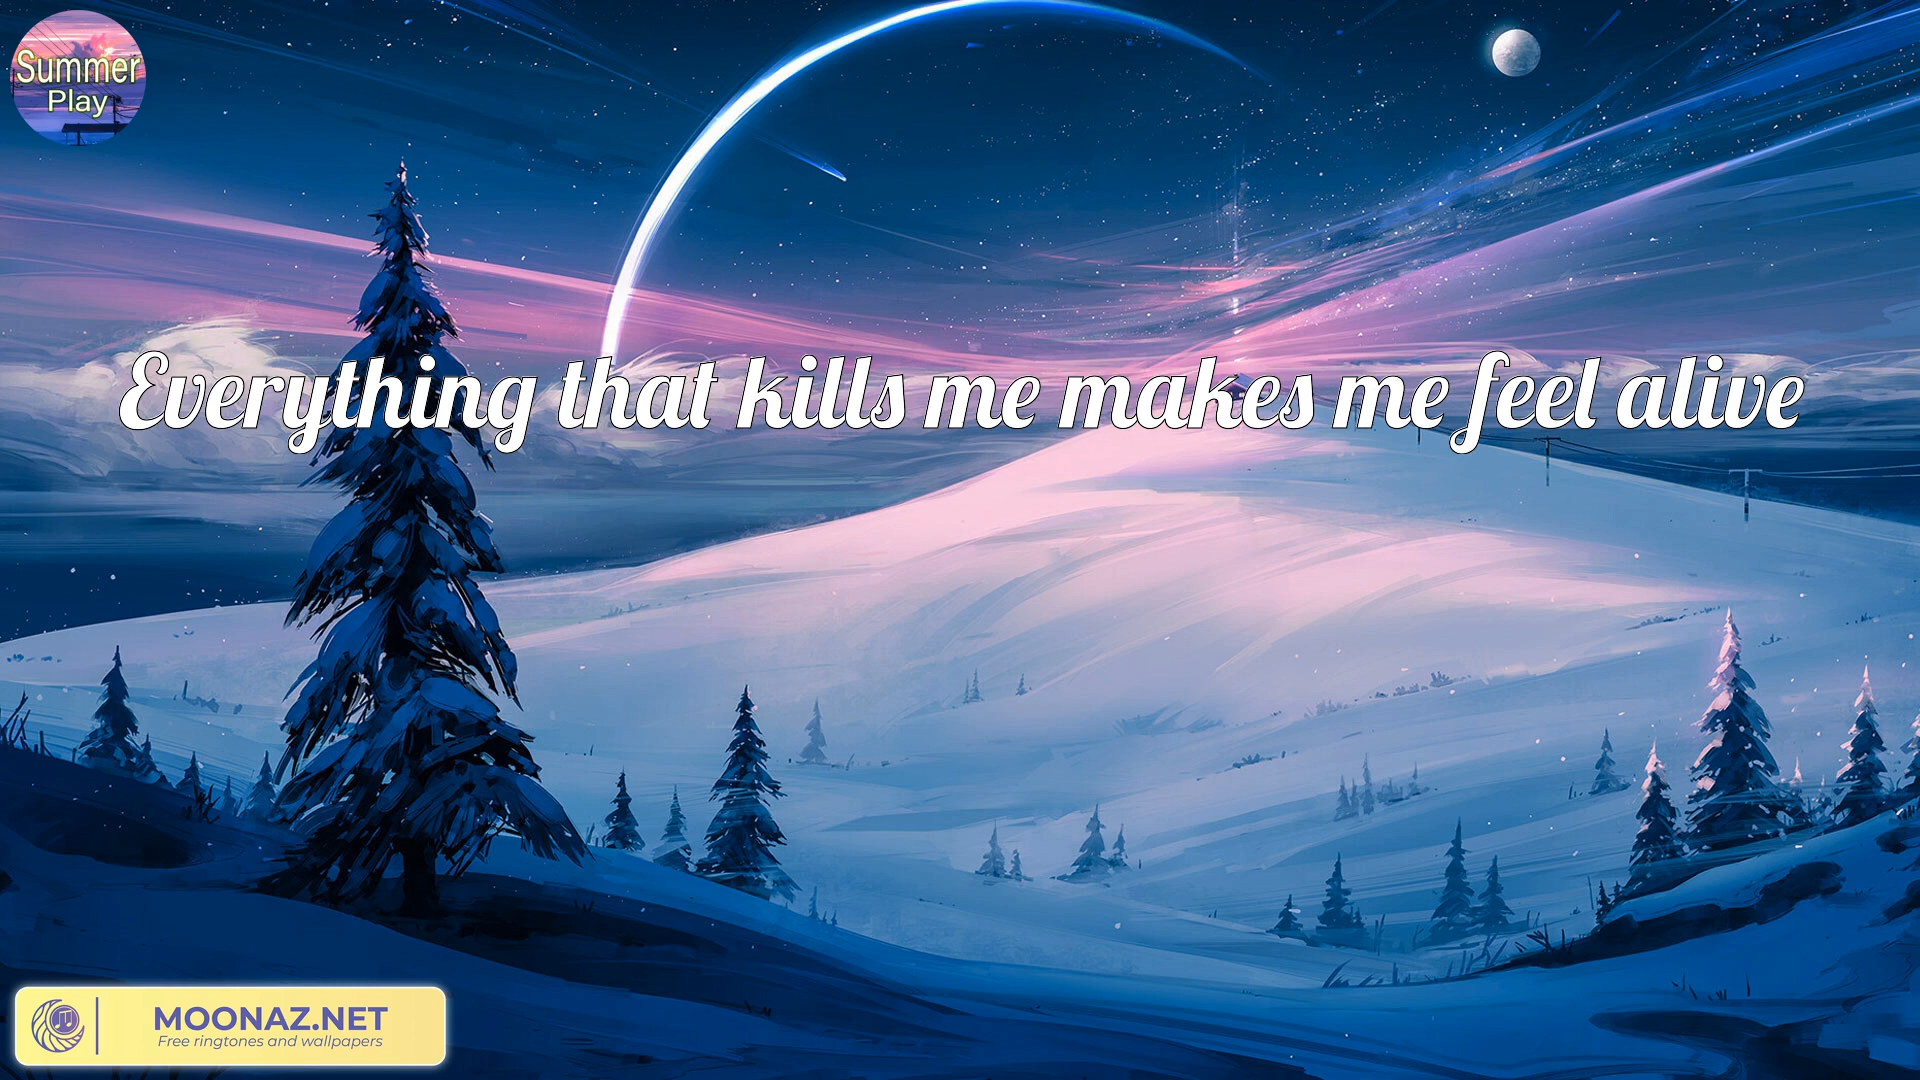 Summer
Play
Everything that kills me makes me feel alive
MOONAZ.NET
Free ringtones and wallpapers